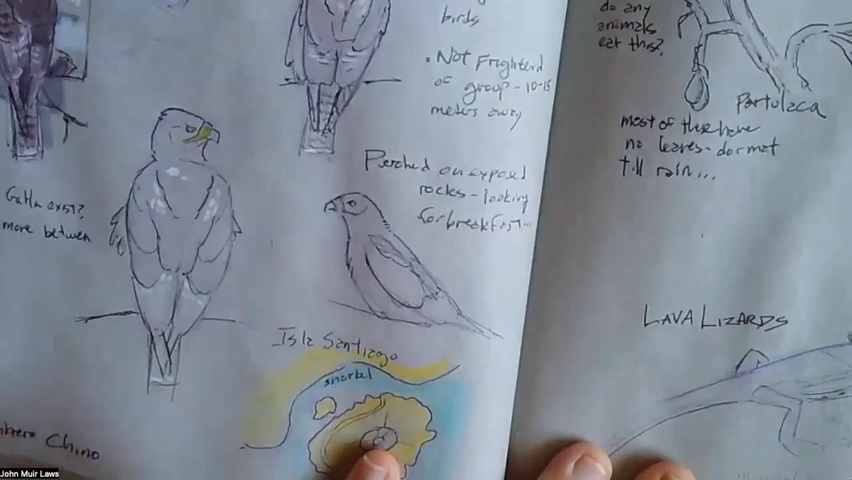 birds
• Not Frightend
of group - 10-15
meters away
Perched on exposed
rocks - looking
for breakfast...
more betwen
Isla Santiago
snorkel
Chino
do any
animals
eat this?
Portulaca
most of these have
no leaves - dormat
till rain...
LAVA LIZARDS
John Muir Laws